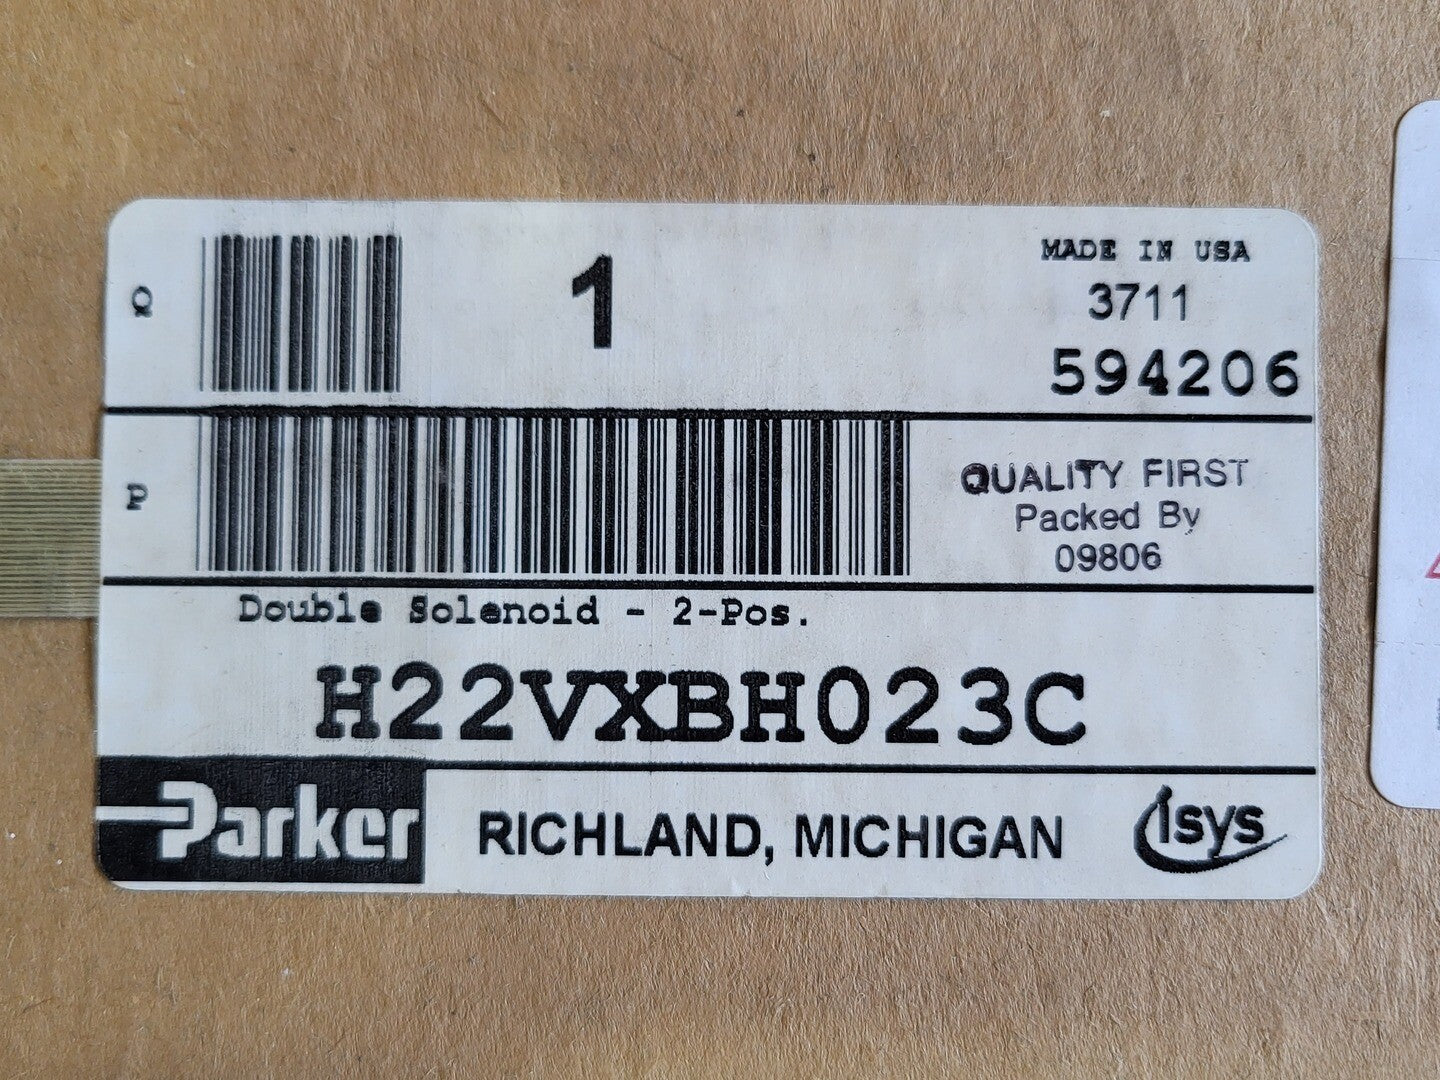 Q
1
MADE IN USA
3711
594206
P
QUALITY FIRST
Packed By
09806
Double Solenoid - 2-Pos.
H22VXBH023C
Parker
RICHLAND, MICHIGAN
isys